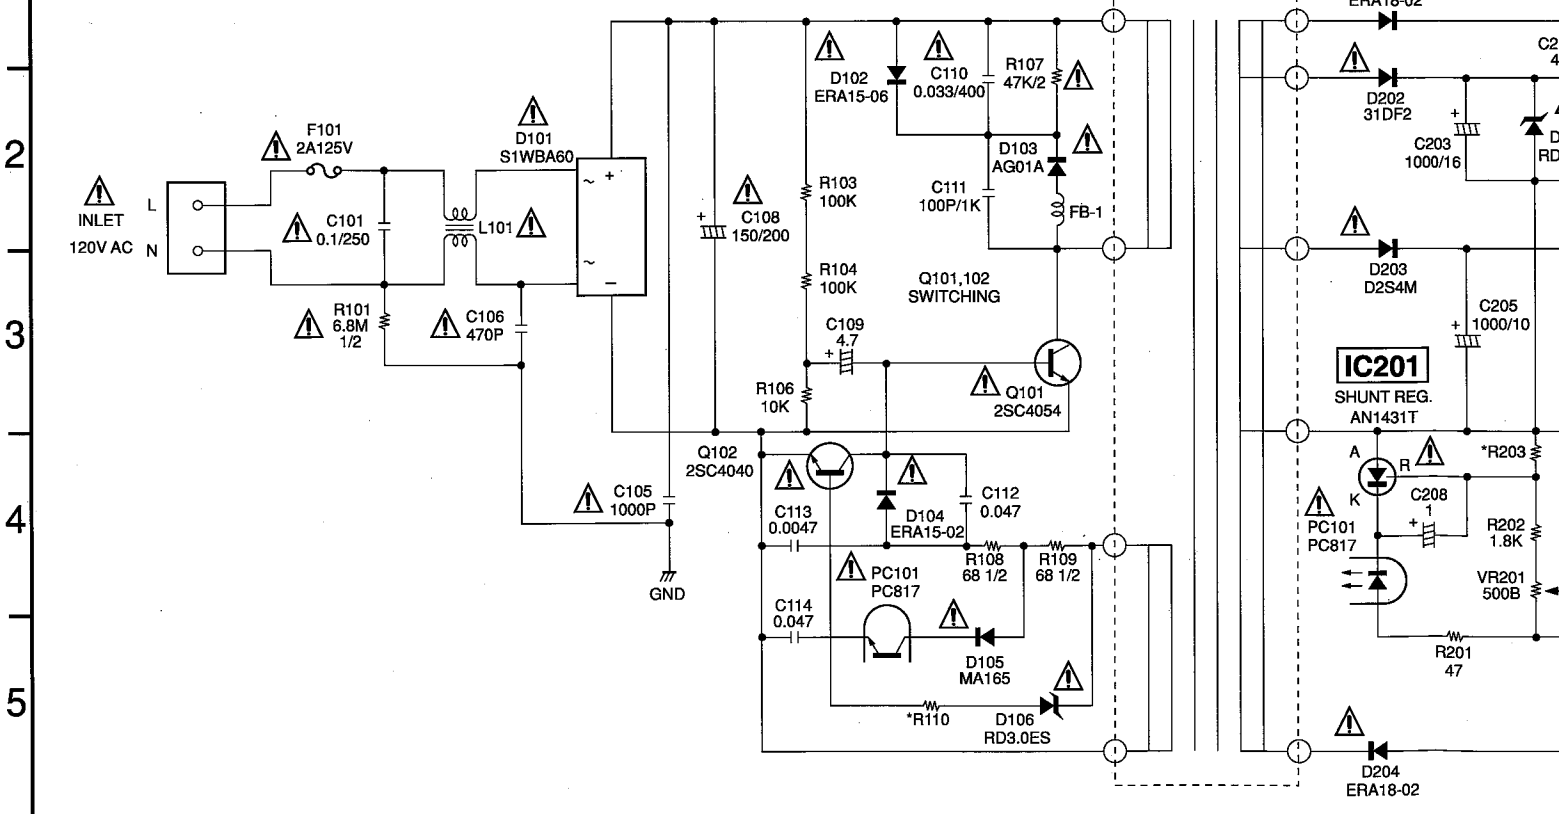 ERA18-02
D102
ERA15-06
C110
0.033/400
R107
47K/2
D202
31DF2
+
C203
1000/16
F101
2A125V
D101
S1WBA60
2
INLET
120V AC
L
N
C101
0.1/250
L101
~ +
~ −
+
C108
150/200
R103
100K
D103
AG01A
C111
100P/1K
FB-1
R104
100K
Q101,102
SWITCHING
D203
D2S4M
+
C205
1000/10
3
R101
6.8M
1/2
C106
470P
C109
4.7
+
R106
10K
Q101
2SC4054
IC201
SHUNT REG.
AN1431T
Q102
2SC4040
A
R
K
*R203
4
C105
1000P
C113
0.0047
D104
ERA15-02
C112
0.047
C208
1
+
PC101
PC817
R202
1.8K
GND
PC101
PC817
R108
68 1/2
R109
68 1/2
VR201
500B
C114
0.047
D105
MA165
R201
47
5
*R110
D106
RD3.0ES
D204
ERA18-02